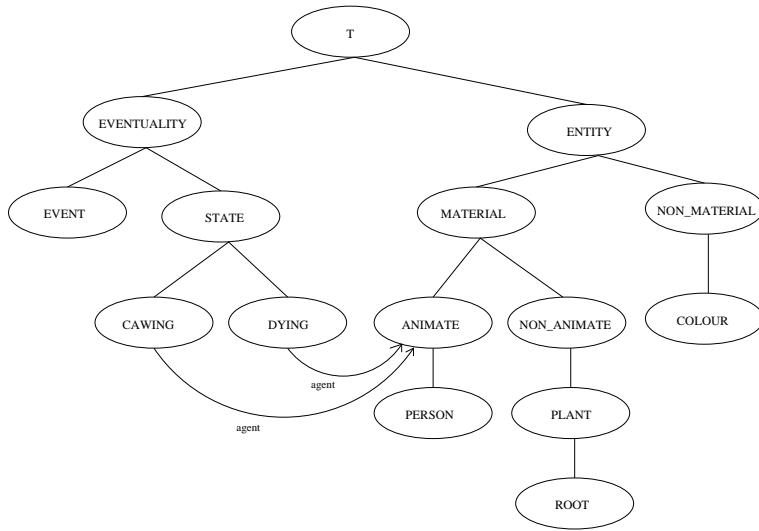 T
EVENTUALITY
ENTITY
EVENT
STATE
MATERIAL
NON_MATERIAL
CAWING
DYING
ANIMATE
NON_ANIMATE
COLOUR
agent
agent
PERSON
PLANT
ROOT